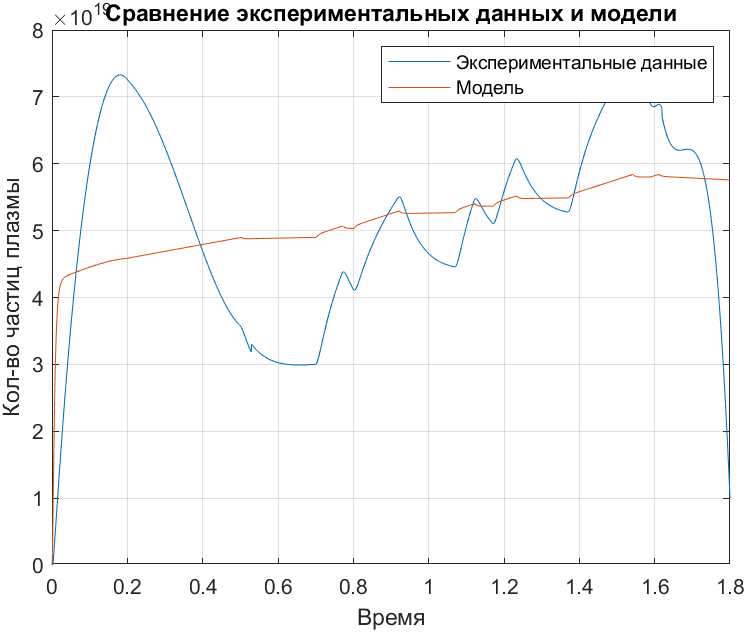 ×10¹⁹
Сравнение экспериментальных данных и модели
Экспериментальные данные
Модель
Кол-во частиц плазмы
8
7
6
5
4
3
2
1
0
0 0.2 0.4 0.6 0.8 1 1.2 1.4 1.6 1.8
Время